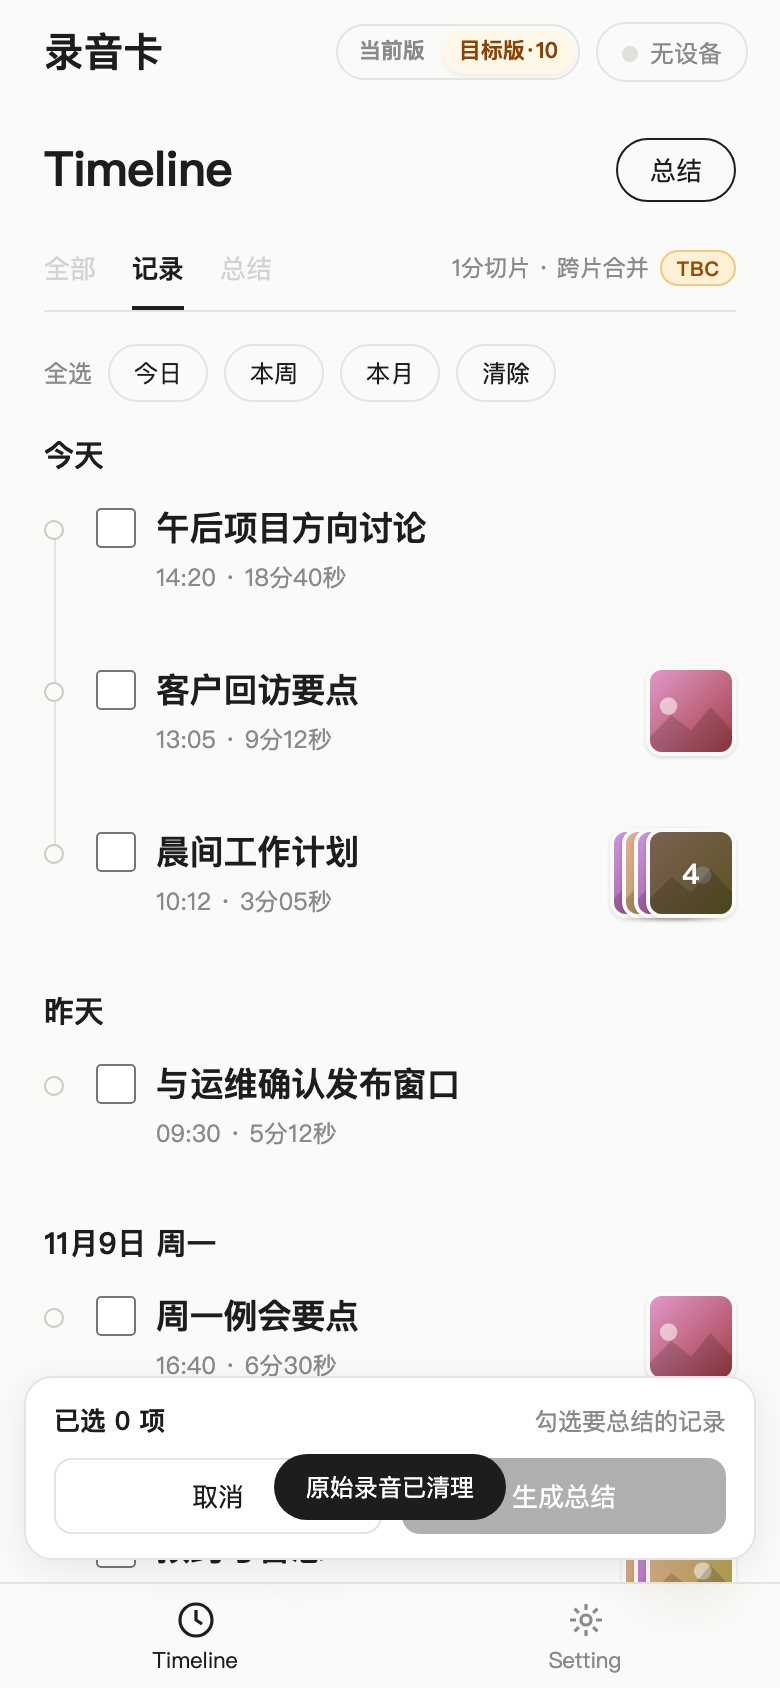 录音卡
当前版 目标版·10 无设备
Timeline 总结
全部 记录 总结 1分切片 · 跨片合并 TBC
全选 今日 本周 本月 清除
今天
午后项目方向讨论
14:20 · 18分40秒
客户回访要点
13:05 · 9分12秒
晨间工作计划
10:12 · 3分05秒
4
昨天
与运维确认发布窗口
09:30 · 5分12秒
11月9日 周一
周一例会要点
16:40 · 6分30秒
已选 0 项 勾选要总结的记录
取消 原始录音已清理 生成总结
Timeline Setting